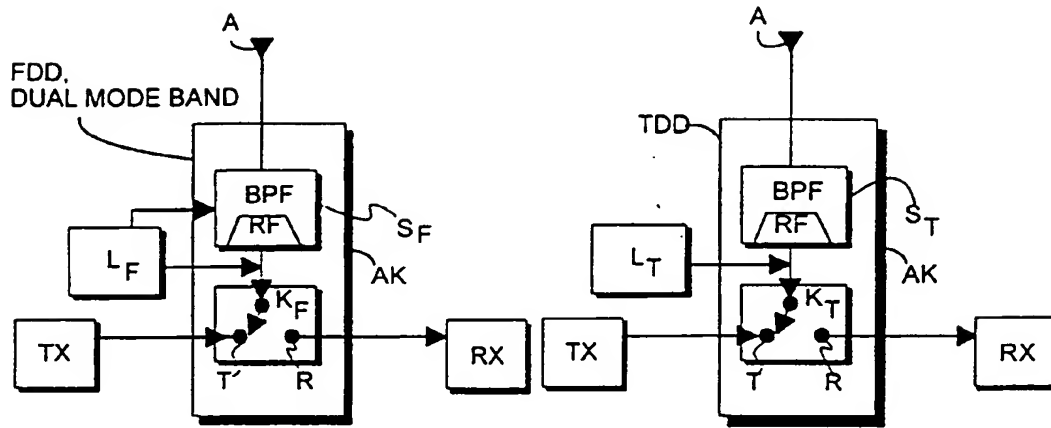 A
FDD,
DUAL MODE BAND
BPF
RF
S_F
L_F
AK
K_F
TX
T'
R
RX
A
TDD
BPF
RF
S_T
L_T
AK
K_T
TX
T'
R
RX